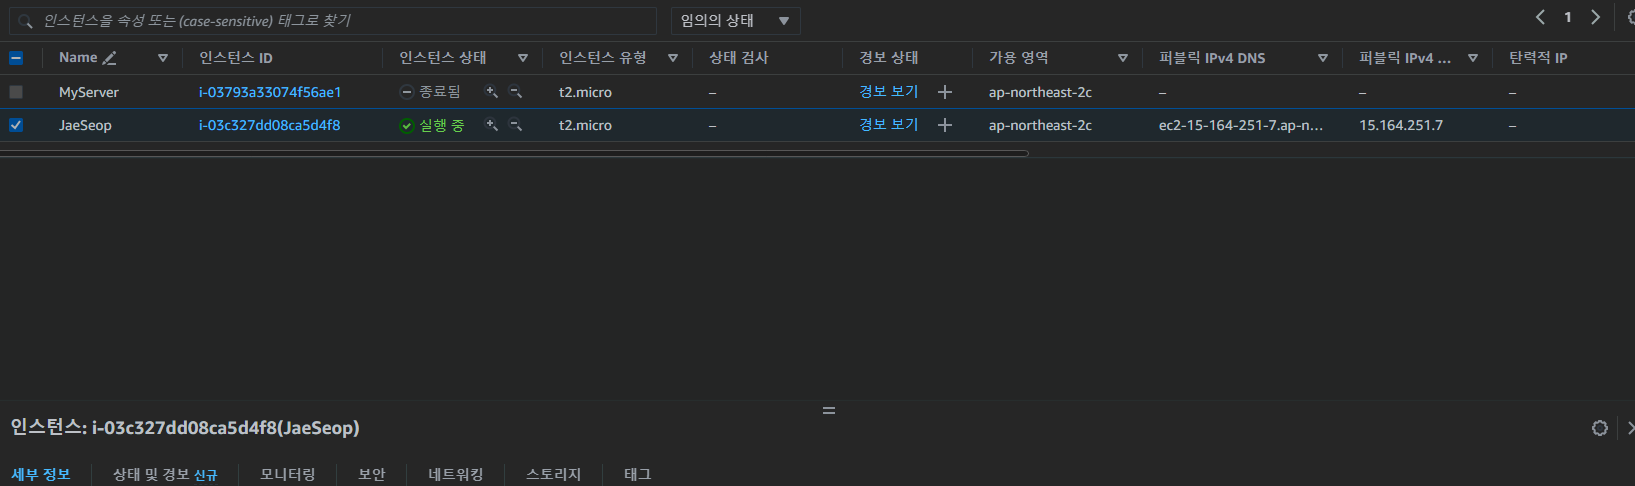 인스턴스을 속성 또는 (case-sensitive) 태그로 찾기 임의의 상태 1
Name 인스턴스 ID 인스턴스 상태 인스턴스 유형 상태 검사 경보 상태 가용 영역 퍼블릭 IPv4 DNS 퍼블릭 IPv4 ... 탄력적 IP
MyServer i-03793a33074f56ae1 종료됨 t2.micro – 경보 보기 + ap-northeast-2c – – –
JaeSeop i-03c327dd08ca5d4f8 실행 중 t2.micro – 경보 보기 + ap-northeast-2c ec2-15-164-251-7.ap-n... 15.164.251.7 –
인스턴스: i-03c327dd08ca5d4f8(JaeSeop)
세부 정보 상태 및 경보 신규 모니터링 보안 네트워킹 스토리지 태그